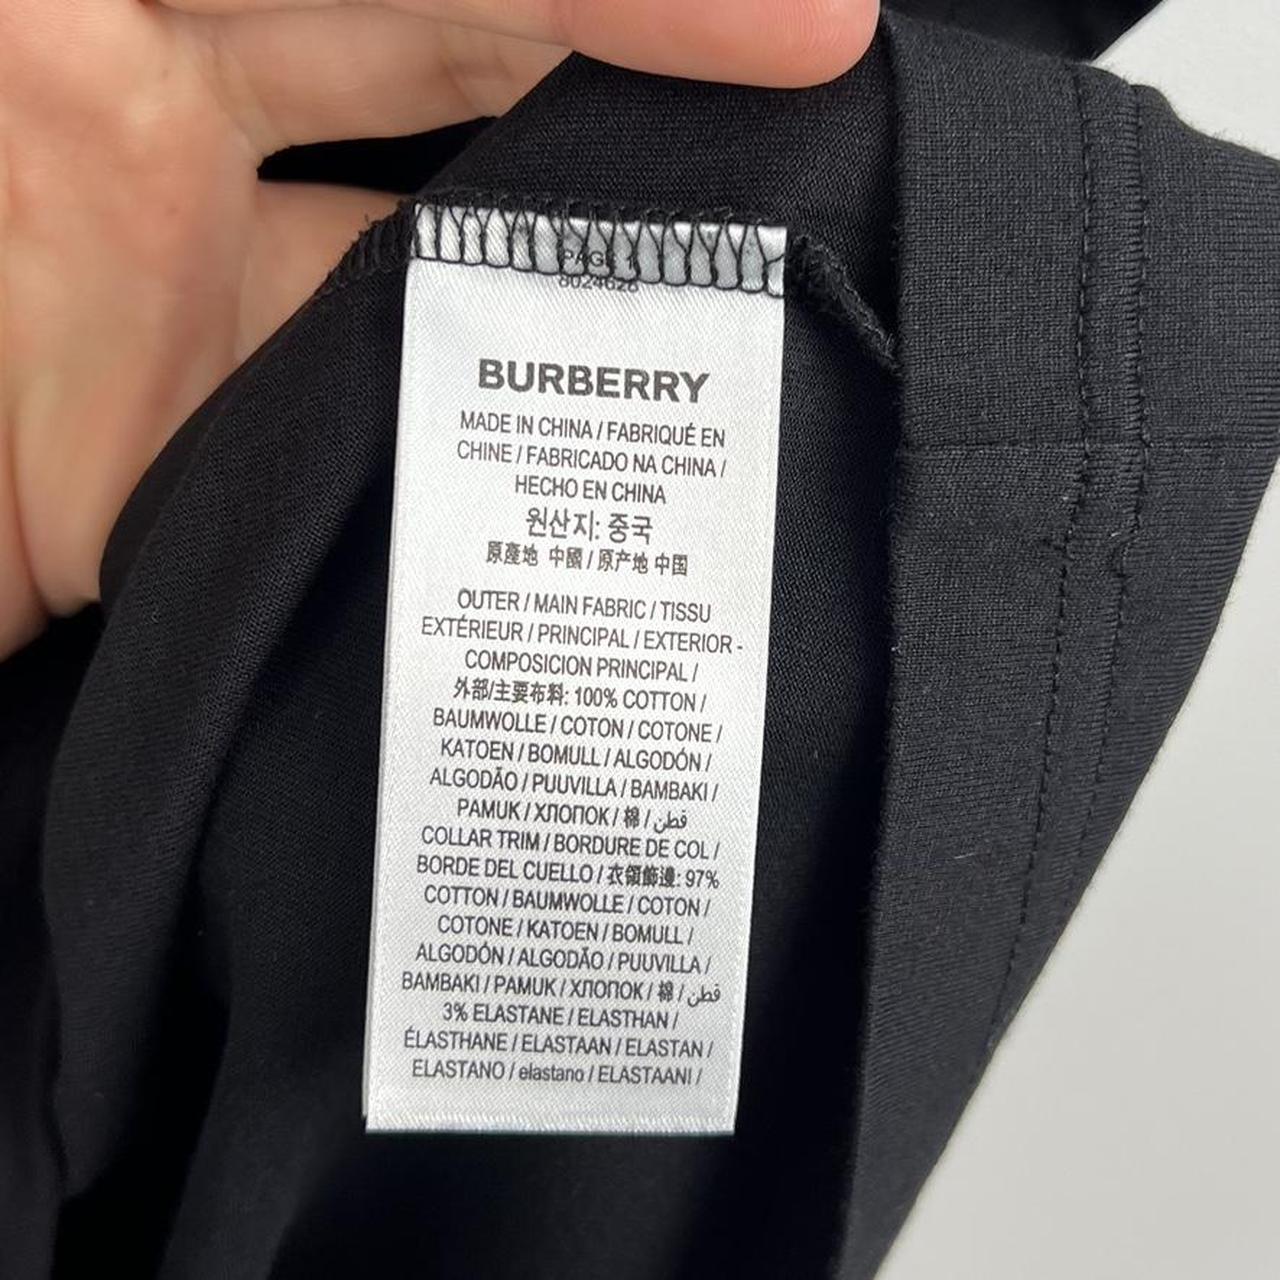 PAGE 1
8024628
BURBERRY
MADE IN CHINA / FABRIQUÉ EN
CHINE / FABRICADO NA CHINA /
HECHO EN CHINA
원산지: 중국
原產地 中國 / 原产地 中国
OUTER / MAIN FABRIC / TISSU
EXTÉRIEUR / PRINCIPAL / EXTERIOR -
COMPOSICION PRINCIPAL /
外部/主要布料: 100% COTTON /
BAUMWOLLE / COTON / COTONE /
KATOEN / BOMULL / ALGODÓN /
ALGODÃO / PUUVILLA / BAMBAKI /
PAMUK / ХЛОПОК / 棉 / قطن
COLLAR TRIM / BORDURE DE COL /
BORDE DEL CUELLO / 衣領飾邊: 97%
COTTON / BAUMWOLLE / COTON /
COTONE / KATOEN / BOMULL /
ALGODÓN / ALGODÃO / PUUVILLA /
BAMBAKI / PAMUK / ХЛОПОК / 棉 / قطن
3% ELASTANE / ELASTHAN /
ÉLASTHANE / ELASTAAN / ELASTAN /
ELASTANO / elastano / ELASTAANI /